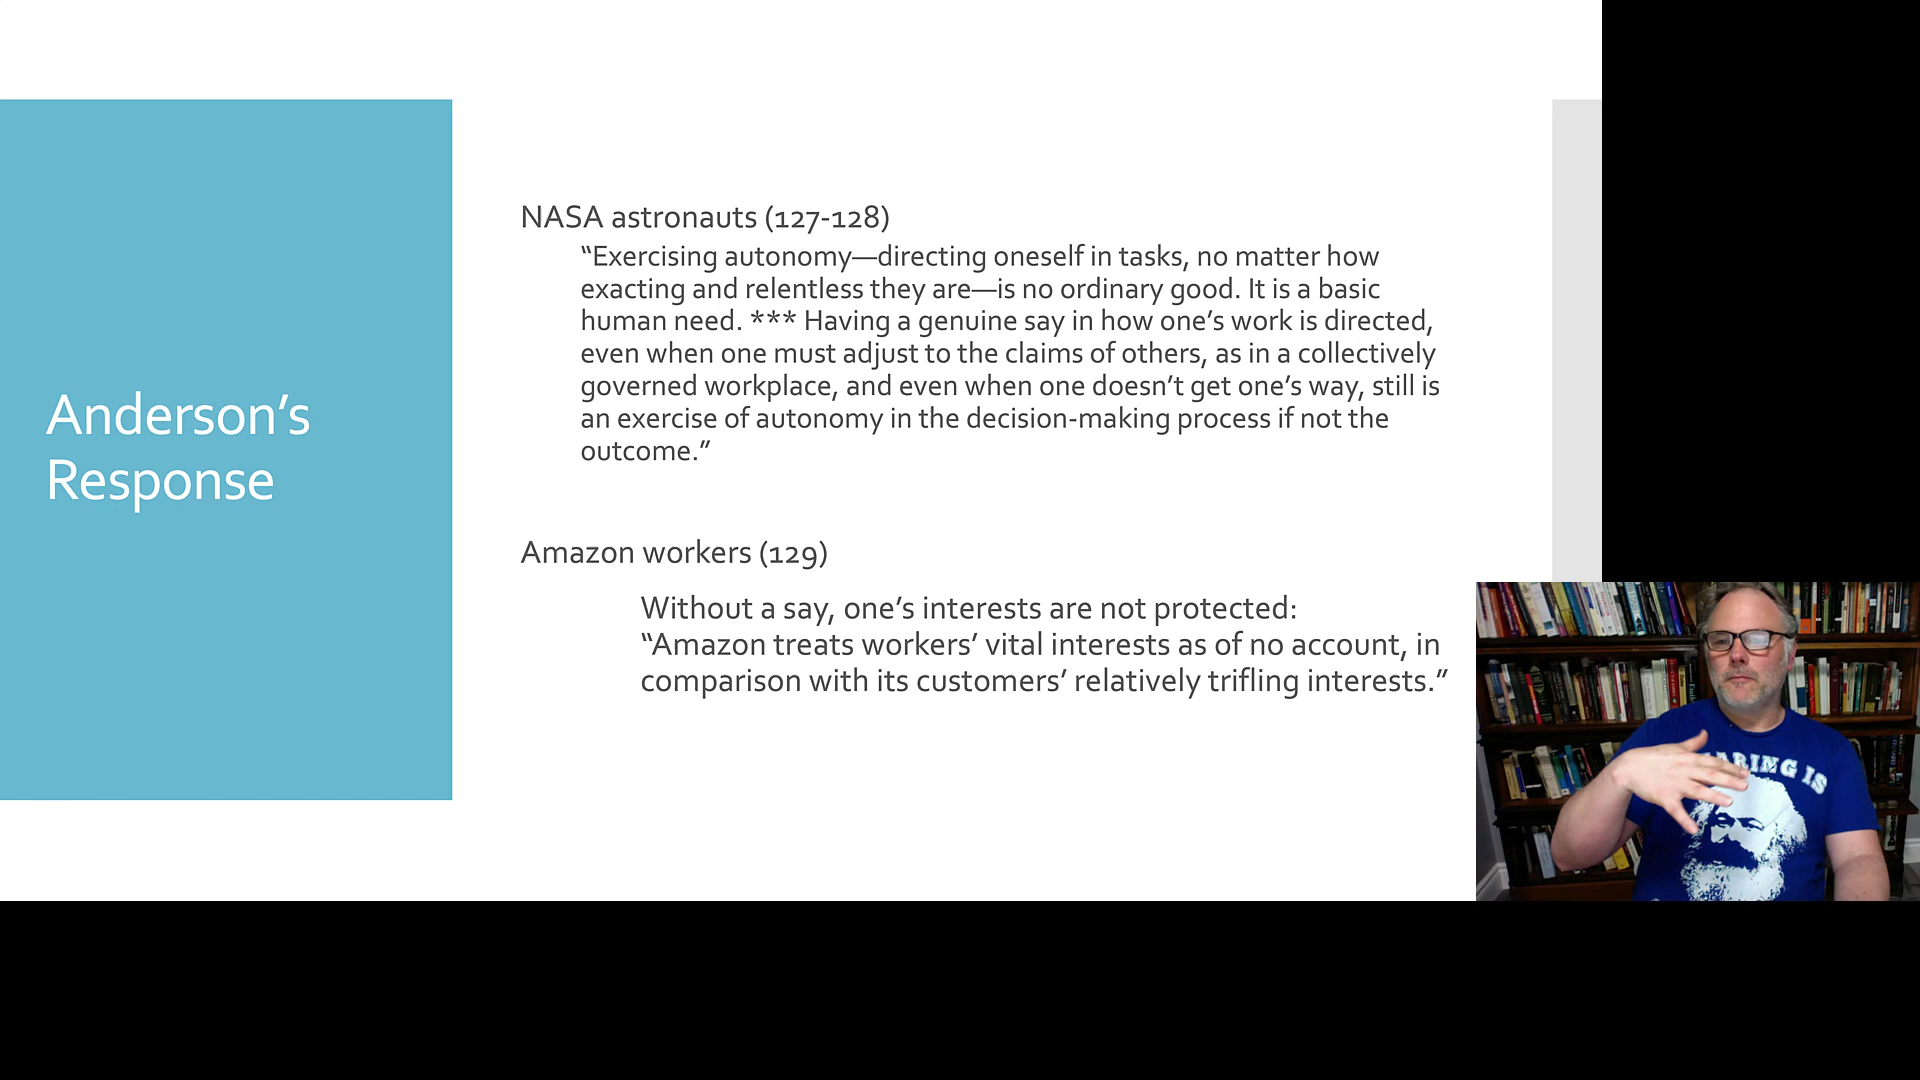 Anderson’s
Response
NASA astronauts (127-128)
“Exercising autonomy—directing oneself in tasks, no matter how
exacting and relentless they are—is no ordinary good. It is a basic
human need. *** Having a genuine say in how one’s work is directed,
even when one must adjust to the claims of others, as in a collectively
governed workplace, and even when one doesn’t get one’s way, still is
an exercise of autonomy in the decision-making process if not the
outcome.”
Amazon workers (129)
Without a say, one’s interests are not protected:
“Amazon treats workers’ vital interests as of no account, in
comparison with its customers’ relatively trifling interests.”
IS